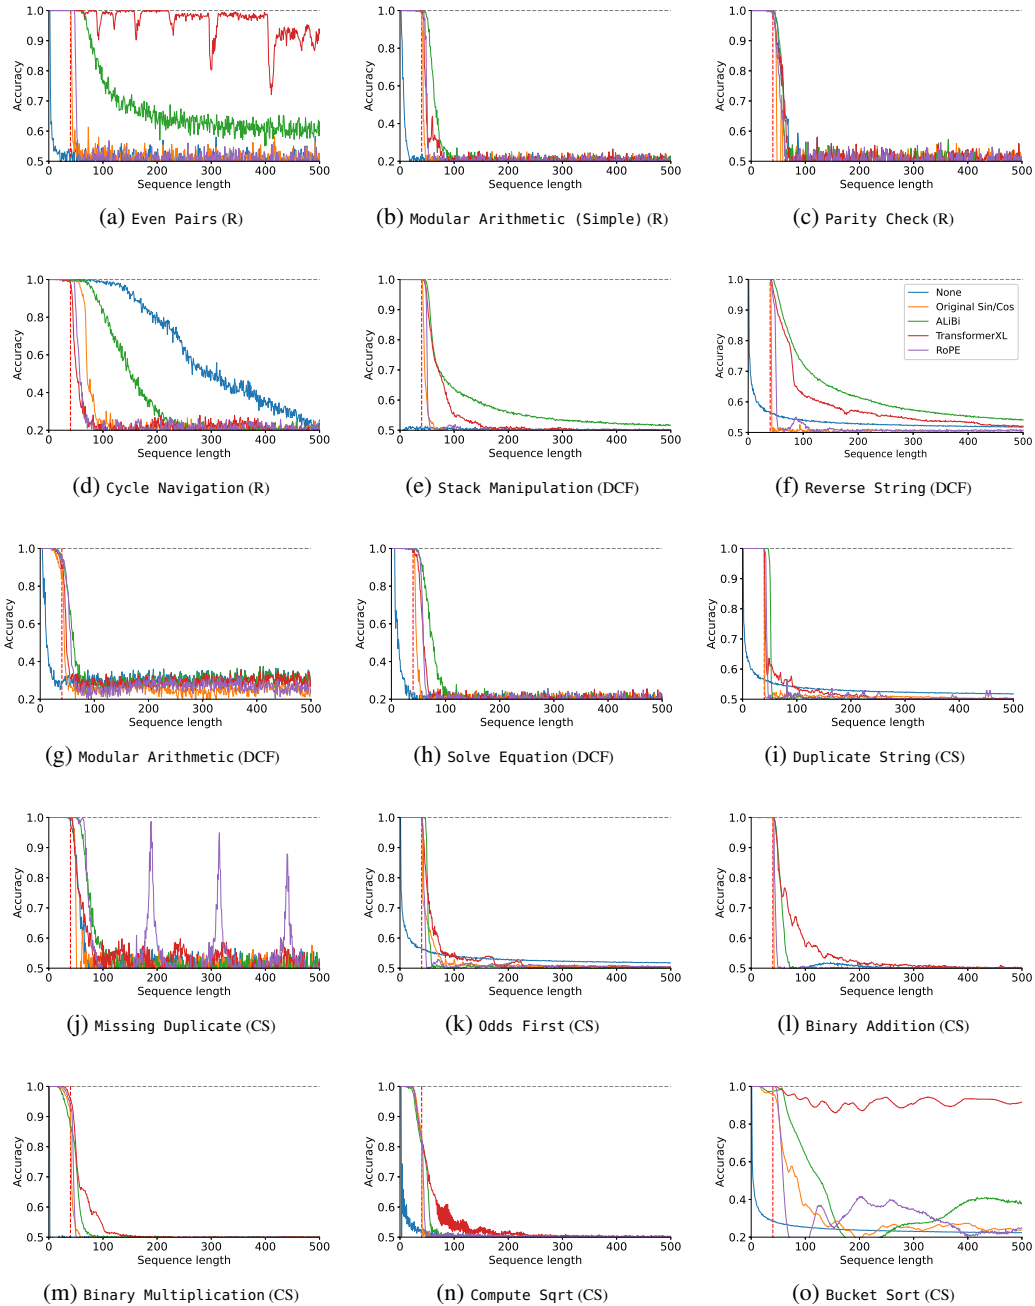 1.0
0.9
0.8
0.7
0.6
0.5
Accuracy
0 100 200 300 400 500
Sequence length
(a) Even Pairs (R)
1.0
0.8
0.6
0.4
0.2
Accuracy
0 100 200 300 400 500
Sequence length
(b) Modular Arithmetic (Simple) (R)
1.0
0.9
0.8
0.7
0.6
0.5
Accuracy
0 100 200 300 400 500
Sequence length
(c) Parity Check (R)
1.0
0.8
0.6
0.4
0.2
Accuracy
0 100 200 300 400 500
Sequence length
(d) Cycle Navigation (R)
1.0
0.9
0.8
0.7
0.6
0.5
Accuracy
0 100 200 300 400 500
Sequence length
(e) Stack Manipulation (DCF)
1.0
0.9
0.8
0.7
0.6
0.5
Accuracy
None
Original Sin/Cos
ALiBi
TransformerXL
RoPE
0 100 200 300 400 500
Sequence length
(f) Reverse String (DCF)
1.0
0.8
0.6
0.4
0.2
Accuracy
0 100 200 300 400 500
Sequence length
(g) Modular Arithmetic (DCF)
1.0
0.8
0.6
0.4
0.2
Accuracy
0 100 200 300 400 500
Sequence length
(h) Solve Equation (DCF)
1.0
0.9
0.8
0.7
0.6
0.5
Accuracy
0 100 200 300 400 500
Sequence length
(i) Duplicate String (CS)
1.0
0.9
0.8
0.7
0.6
0.5
Accuracy
0 100 200 300 400 500
Sequence length
(j) Missing Duplicate (CS)
1.0
0.9
0.8
0.7
0.6
0.5
Accuracy
0 100 200 300 400 500
Sequence length
(k) Odds First (CS)
1.0
0.9
0.8
0.7
0.6
0.5
Accuracy
0 100 200 300 400 500
Sequence length
(l) Binary Addition (CS)
1.0
0.9
0.8
0.7
0.6
0.5
Accuracy
0 100 200 300 400 500
Sequence length
(m) Binary Multiplication (CS)
1.0
0.9
0.8
0.7
0.6
0.5
Accuracy
0 100 200 300 400 500
Sequence length
(n) Compute Sqrt (CS)
1.0
0.8
0.6
0.4
0.2
Accuracy
0 100 200 300 400 500
Sequence length
(o) Bucket Sort (CS)